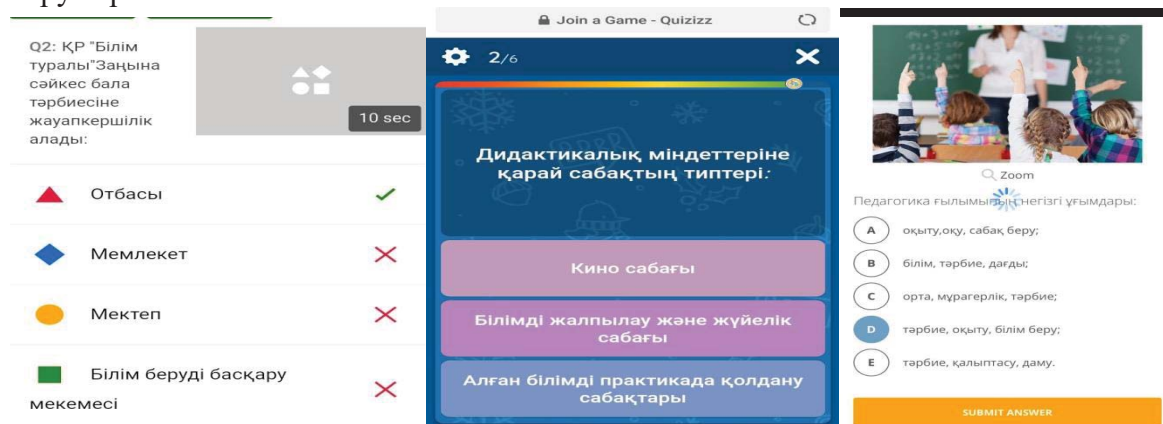 Q2: ҚР "Білім
туралы"Заңына
сәйкес бала
тәрбиесіне
жауапкершілік
алады:
10 sec
Отбасы
Мемлекет
Мектеп
Білім беруді басқару
мекемесі
Join a Game - Quizizz
2/6
Дидактикалық міндеттеріне
қарай сабақтың типтері:
Кино сабағы
Білімді жалпылау және жүйелік
сабағы
Алған білімді практикада қолдану
сабақтары
Zoom
Педагогика ғылымының негізгі ұғымдары:
A оқыту,оқу, сабақ беру;
B білім, тәрбие, дағды;
C орта, мұрагерлік, тәрбие;
D тәрбие, оқыту, білім беру;
E тәрбие, қалыптасу, даму.
SUBMIT ANSWER